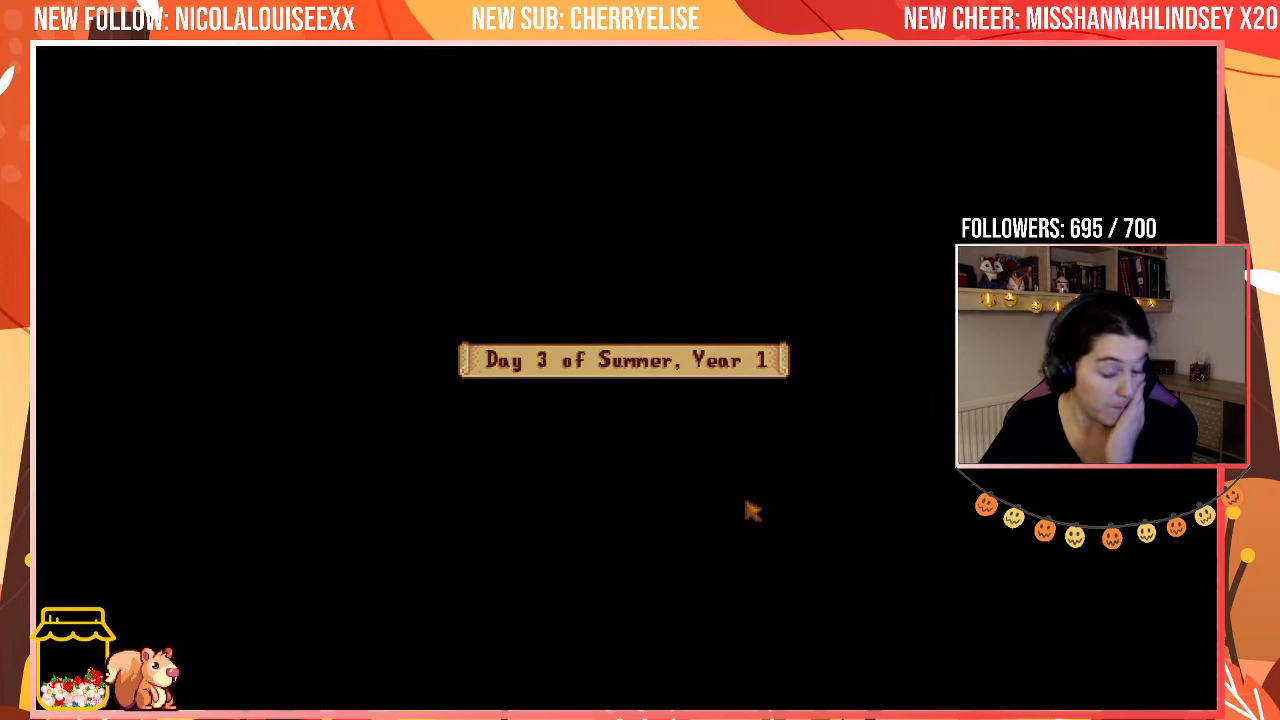 NEW FOLLOW: NICOLALOUISEEXX
NEW SUB: CHERRYELISE
NEW CHEER: MISSHANNAHLINDSEY X20
FOLLOWERS: 695 / 700
Day 3 of Summer, Year 1